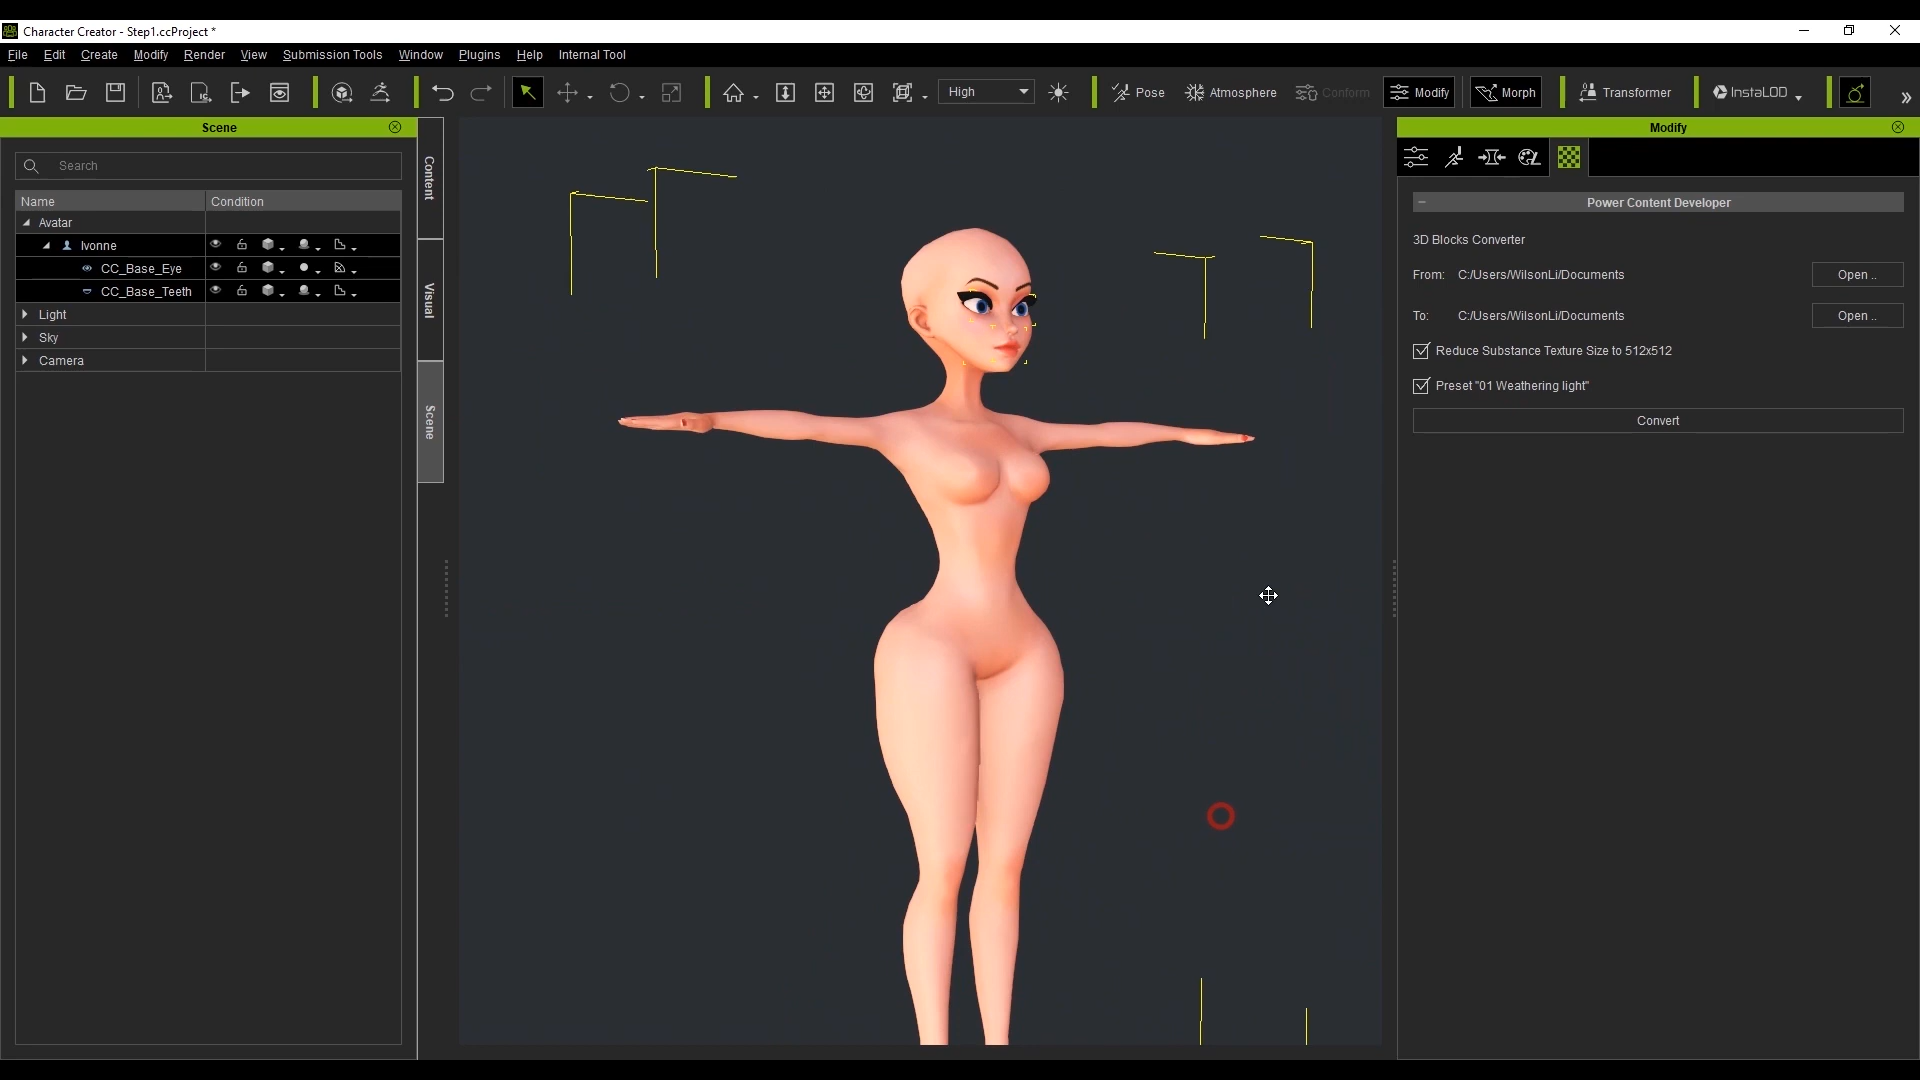 Character Creator - Step1.ccProject *
File Edit Create Modify Render View Submission Tools Window Plugins Help Internal Tool
High Pose Atmosphere Conform Modify Morph Transformer InstaLOD »
Scene
Search
Name Condition
Avatar
Ivonne
CC_Base_Eye
CC_Base_Teeth
Light
Sky
Camera
Content
Visual
Scene
Modify
Power Content Developer
3D Blocks Converter
From: C:/Users/WilsonLi/Documents Open ..
To: C:/Users/WilsonLi/Documents Open ..
Reduce Substance Texture Size to 512x512
Preset "01 Weathering light"
Convert